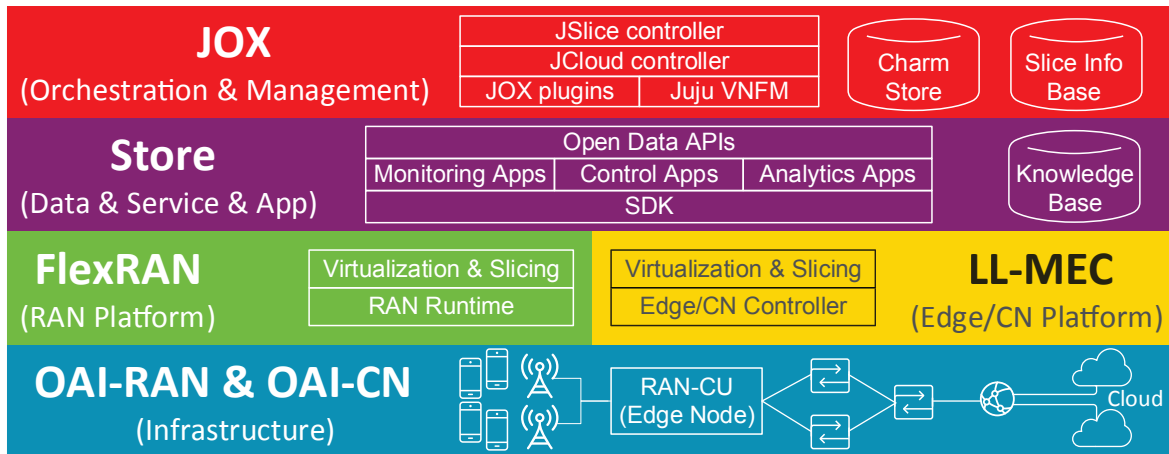 JOX
(Orchestration & Management)
JSlice controller
JCloud controller
JOX plugins
Juju VNFM
Charm
Store
Slice Info
Base
Store
(Data & Service & App)
Open Data APIs
Monitoring Apps
Control Apps
Analytics Apps
SDK
Knowledge
Base
FlexRAN
(RAN Platform)
Virtualization & Slicing
RAN Runtime
Virtualization & Slicing
Edge/CN Controller
LL-MEC
(Edge/CN Platform)
OAI-RAN & OAI-CN
(Infrastructure)
RAN-CU
(Edge Node)
Cloud